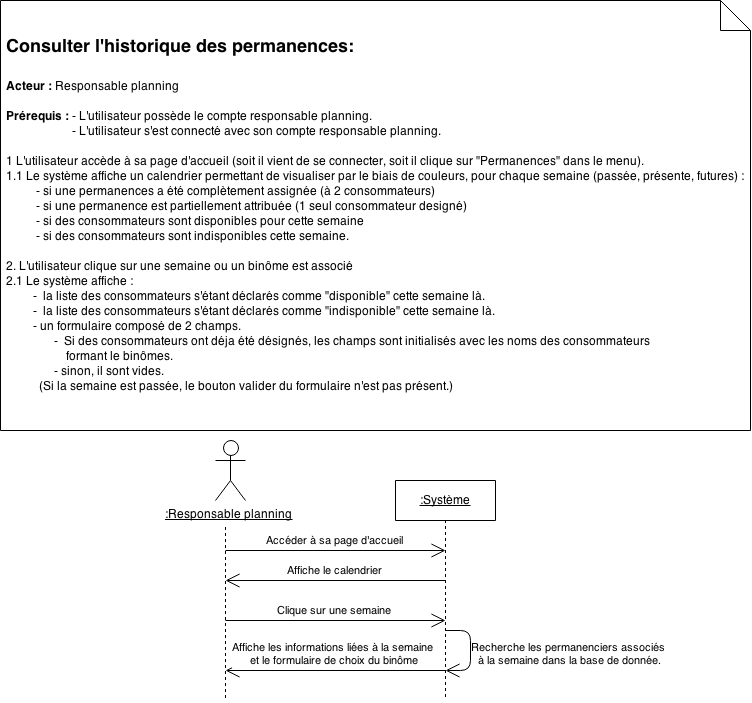 Consulter l'historique des permanences:
Acteur : Responsable planning
Prérequis : - L'utilisateur possède le compte responsable planning.
- L'utilisateur s'est connecté avec son compte responsable planning.
1 L'utilisateur accède à sa page d'accueil (soit il vient de se connecter, soit il clique sur "Permanences" dans le menu).
1.1 Le système affiche un calendrier permettant de visualiser par le biais de couleurs, pour chaque semaine (passée, présente, futures) :
- si une permanences a été complètement assignée (à 2 consommateurs)
- si une permanence est partiellement attribuée (1 seul consommateur designé)
- si des consommateurs sont disponibles pour cette semaine
- si des consommateurs sont indisponibles cette semaine.
2. L'utilisateur clique sur une semaine ou un binôme est associé
2.1 Le système affiche :
- la liste des consommateurs s'étant déclarés comme "disponible" cette semaine là.
- la liste des consommateurs s'étant déclarés comme "indisponible" cette semaine là.
- un formulaire composé de 2 champs.
- Si des consommateurs ont déja été désignés, les champs sont initialisés avec les noms des consommateurs
formant le binômes.
- sinon, il sont vides.
(Si la semaine est passée, le bouton valider du formulaire n'est pas présent.)
:Responsable planning
:Système
Accéder à sa page d'accueil
Affiche le calendrier
Clique sur une semaine
Affiche les informations liées à la semaine
et le formulaire de choix du binôme
Recherche les permanenciers associés
à la semaine dans la base de donnée.